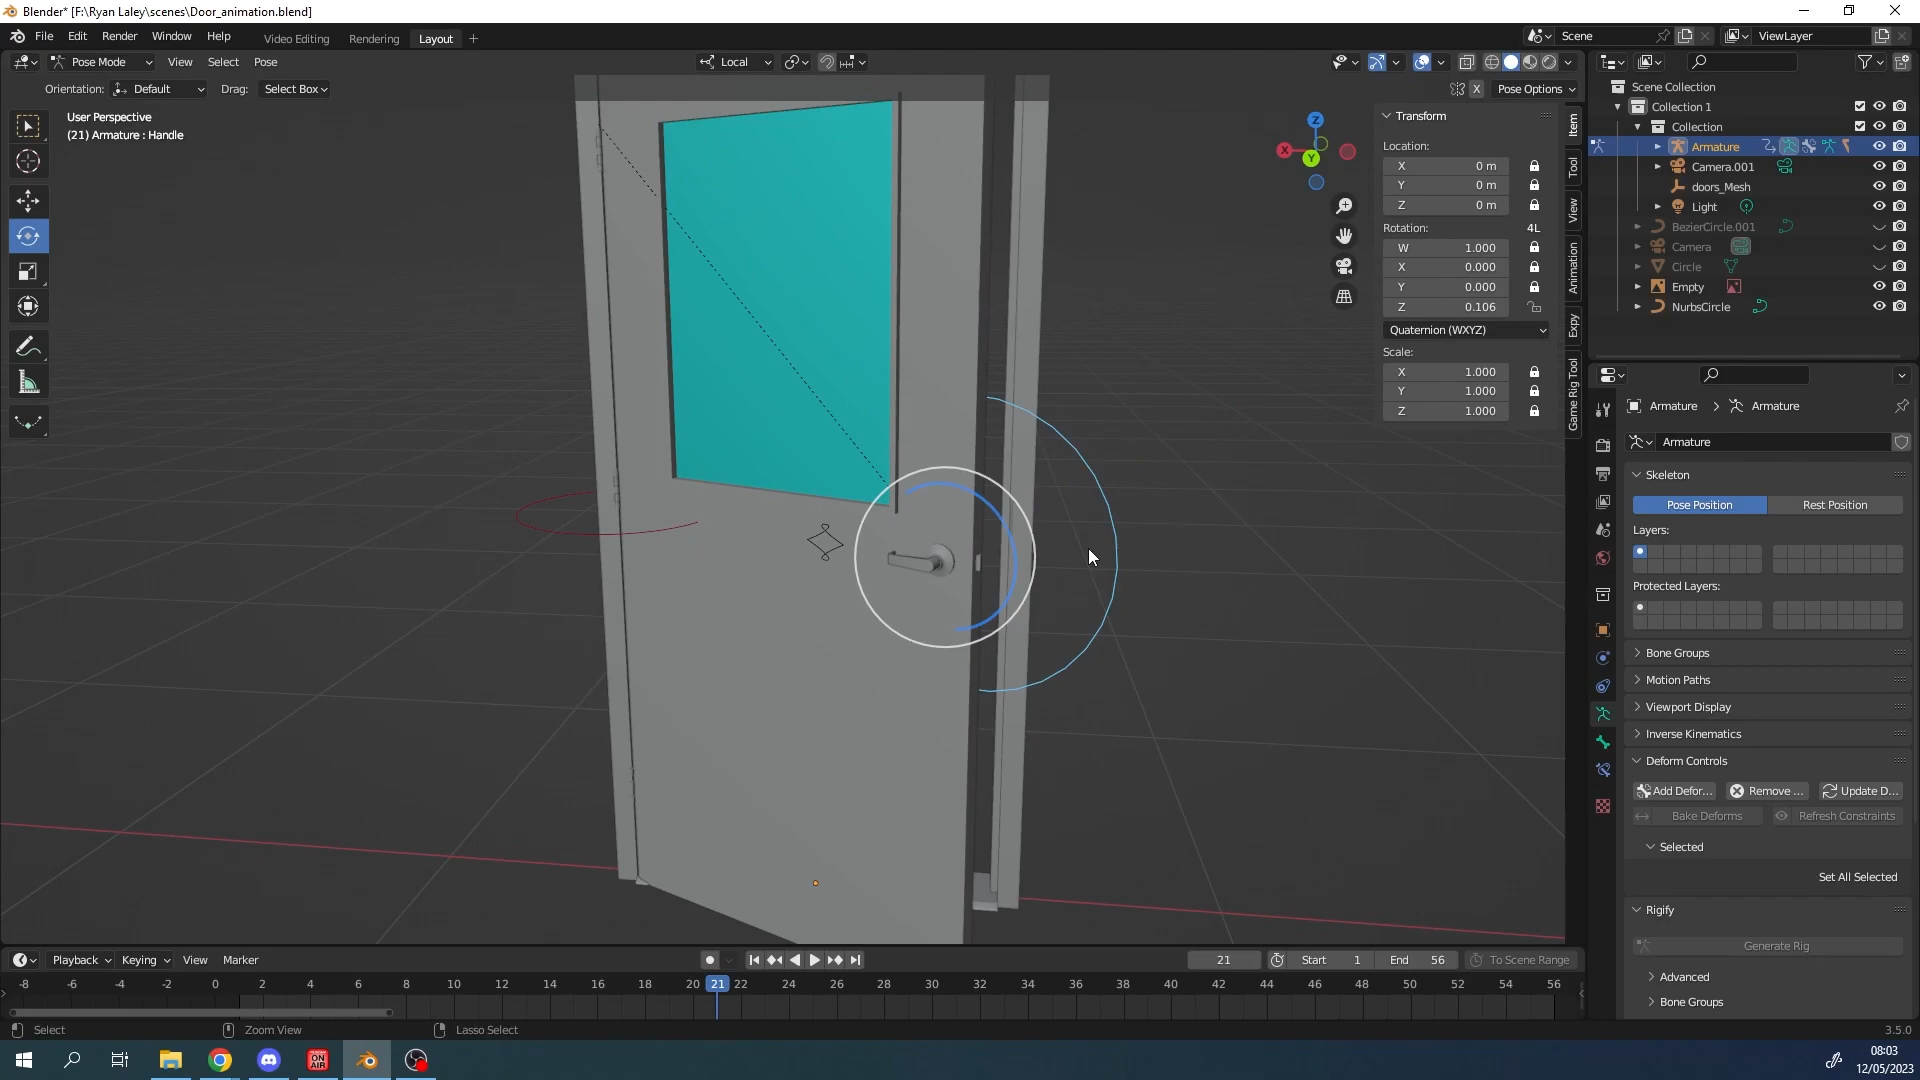 Blender* [F:\Ryan Laley\scenes\Door_animation.blend]
File Edit Render Window Help Video Editing Rendering Layout + Scene ViewLayer
Pose Mode View Select Pose Local
Orientation: Default Drag: Select Box X Pose Options
User Perspective
(21) Armature : Handle
Z
X
Y
Transform
Location:
X 0 m
Y 0 m
Z 0 m
Rotation: 4L
W 1.000
X 0.000
Y 0.000
Z 0.106
Quaternion (WXYZ)
Scale:
X 1.000
Y 1.000
Z 1.000
Item
Tool
View
Animation
Expy
Game Rig Tool
Scene Collection
Collection 1
Collection
Armature
Camera.001
doors_Mesh
Light
BezierCircle.001
Camera
Circle
Empty
NurbsCircle
Armature > Armature
Armature
Skeleton
Pose Position Rest Position
Layers:
Protected Layers:
Bone Groups
Motion Paths
Viewport Display
Inverse Kinematics
Deform Controls
Add Defor... Remove ... Update D...
Bake Deforms Refresh Constraints
Selected
Set All Selected
Rigify
Generate Rig
Advanced
Bone Groups
Playback Keying View Marker 21 Start 1 End 56 To Scene Range
-8 -6 -4 -2 0 2 4 6 8 10 12 14 16 18 20 21 22 24 26 28 30 32 34 36 38 40 42 44 46 48 50 52 54 56
Select Zoom View Lasso Select 3.5.0
ON AIR
08:03
12/05/2023